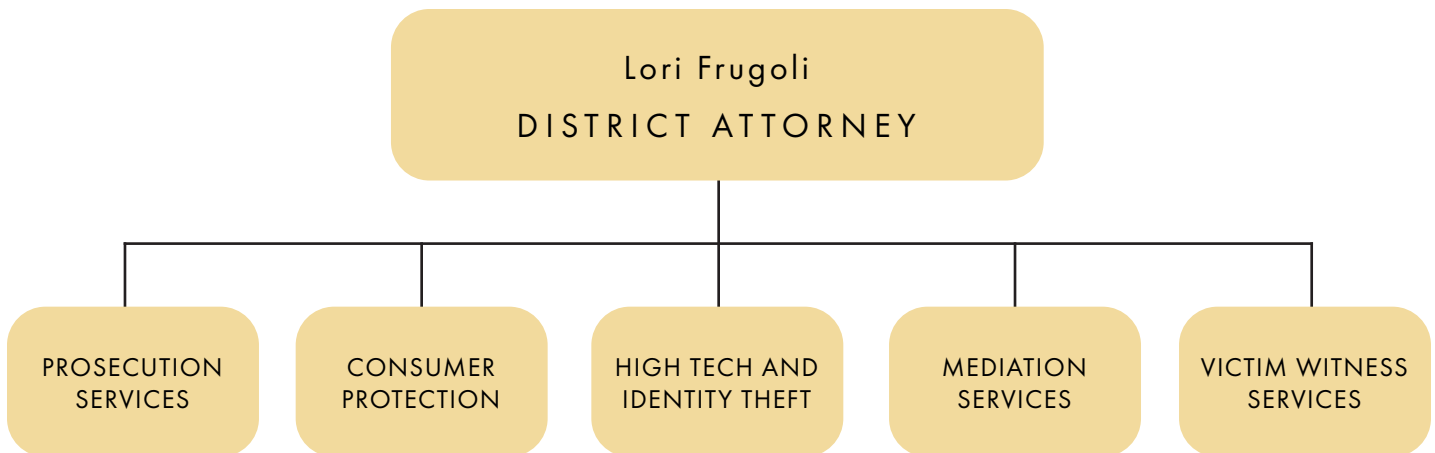 Lori Frugoli
DISTRICT ATTORNEY
PROSECUTION
SERVICES
CONSUMER
PROTECTION
HIGH TECH AND
IDENTITY THEFT
MEDIATION
SERVICES
VICTIM WITNESS
SERVICES